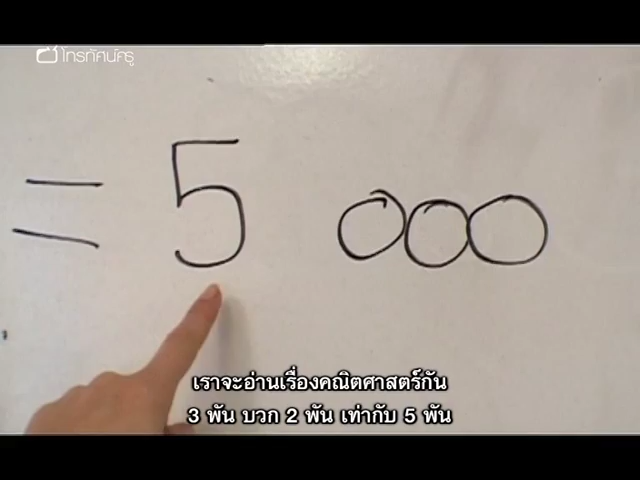 โทรทัศน์ครู
= 5 000
เราจะอ่านเรื่องคณิตศาสตร์กัน
3 พัน บวก 2 พัน เท่ากับ 5 พัน